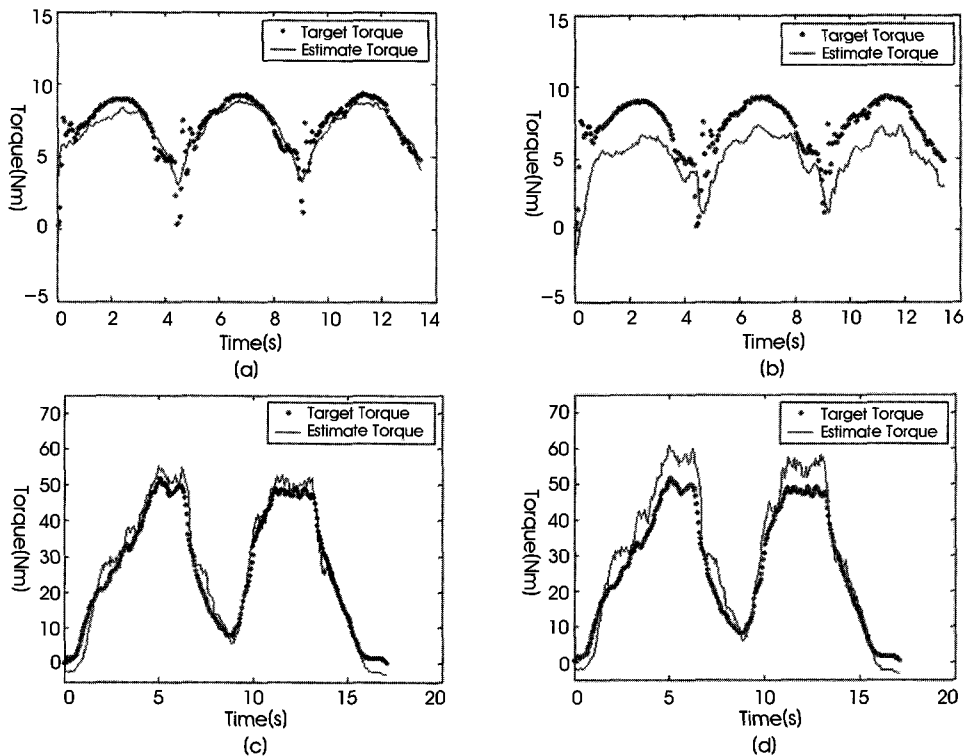 15
10
5
0
−5
Torque(Nm)
Target Torque
Estimate Torque
0 2 4 6 8 10 12 14
Time(s)
(a)
15
10
5
0
−5
Torque(Nm)
Target Torque
Estimate Torque
0 2 4 6 8 10 12 14 16
Time(s)
(b)
70
60
50
40
30
20
10
0
Torque(Nm)
Target Torque
Estimate Torque
0 5 10 15 20
Time(s)
(c)
70
60
50
40
30
20
10
0
Torque(Nm)
Target Torque
Estimate Torque
0 5 10 15 20
Time(s)
(d)